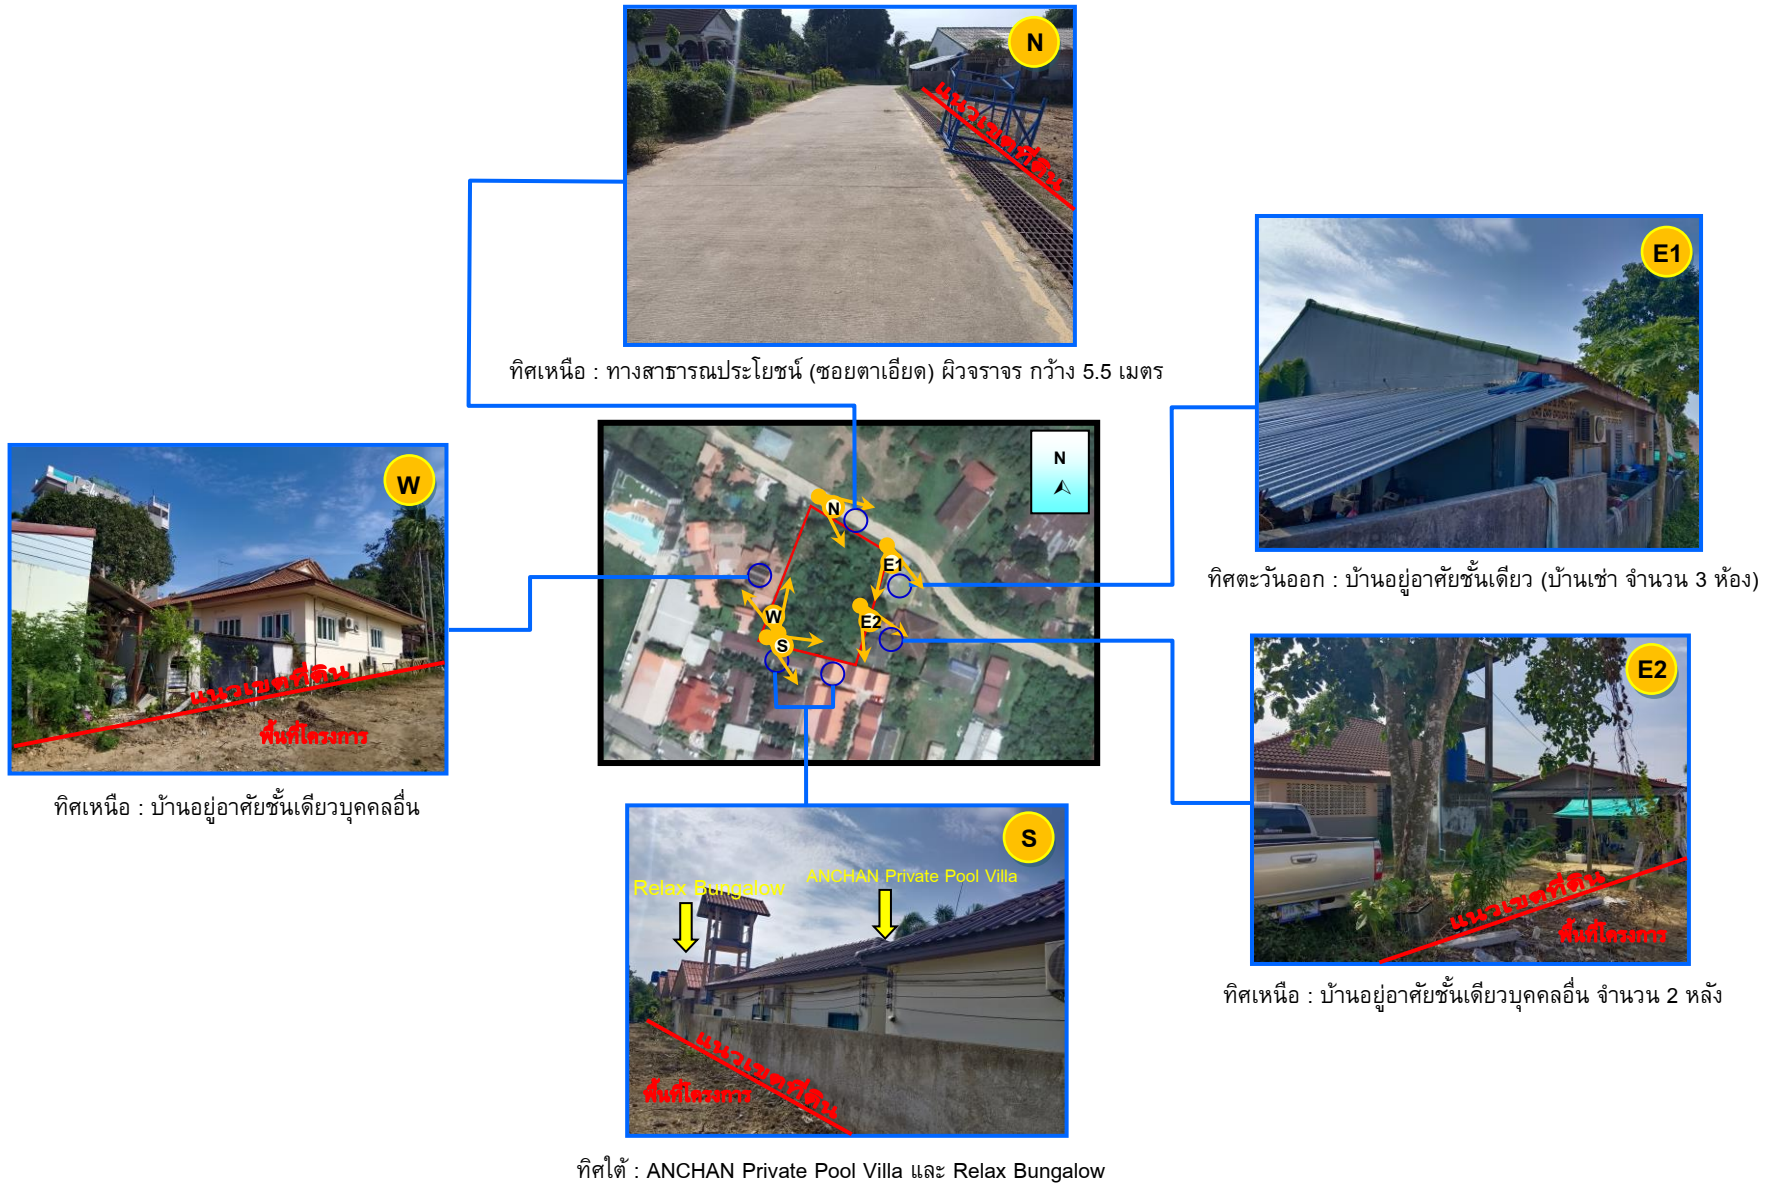 N
แนวเขตที่ดิน
ทิศเหนือ : ทางสาธารณประโยชน์ (ซอยตาเอียด) ผิวจราจร กว้าง 5.5 เมตร
E1
ทิศตะวันออก : บ้านอยู่อาศัยชั้นเดียว (บ้านเช่า จำนวน 3 ห้อง)
W
แนวเขตที่ดิน
พื้นที่โครงการ
ทิศเหนือ : บ้านอยู่อาศัยชั้นเดียวบุคคลอื่น
N
N
E1
W
E2
S
E2
แนวเขตที่ดิน
พื้นที่โครงการ
ทิศเหนือ : บ้านอยู่อาศัยชั้นเดียวบุคคลอื่น จำนวน 2 หลัง
S
ANCHAN Private Pool Villa
Relax Bungalow
แนวเขตที่ดิน
พื้นที่โครงการ
ทิศใต้ : ANCHAN Private Pool Villa และ Relax Bungalow